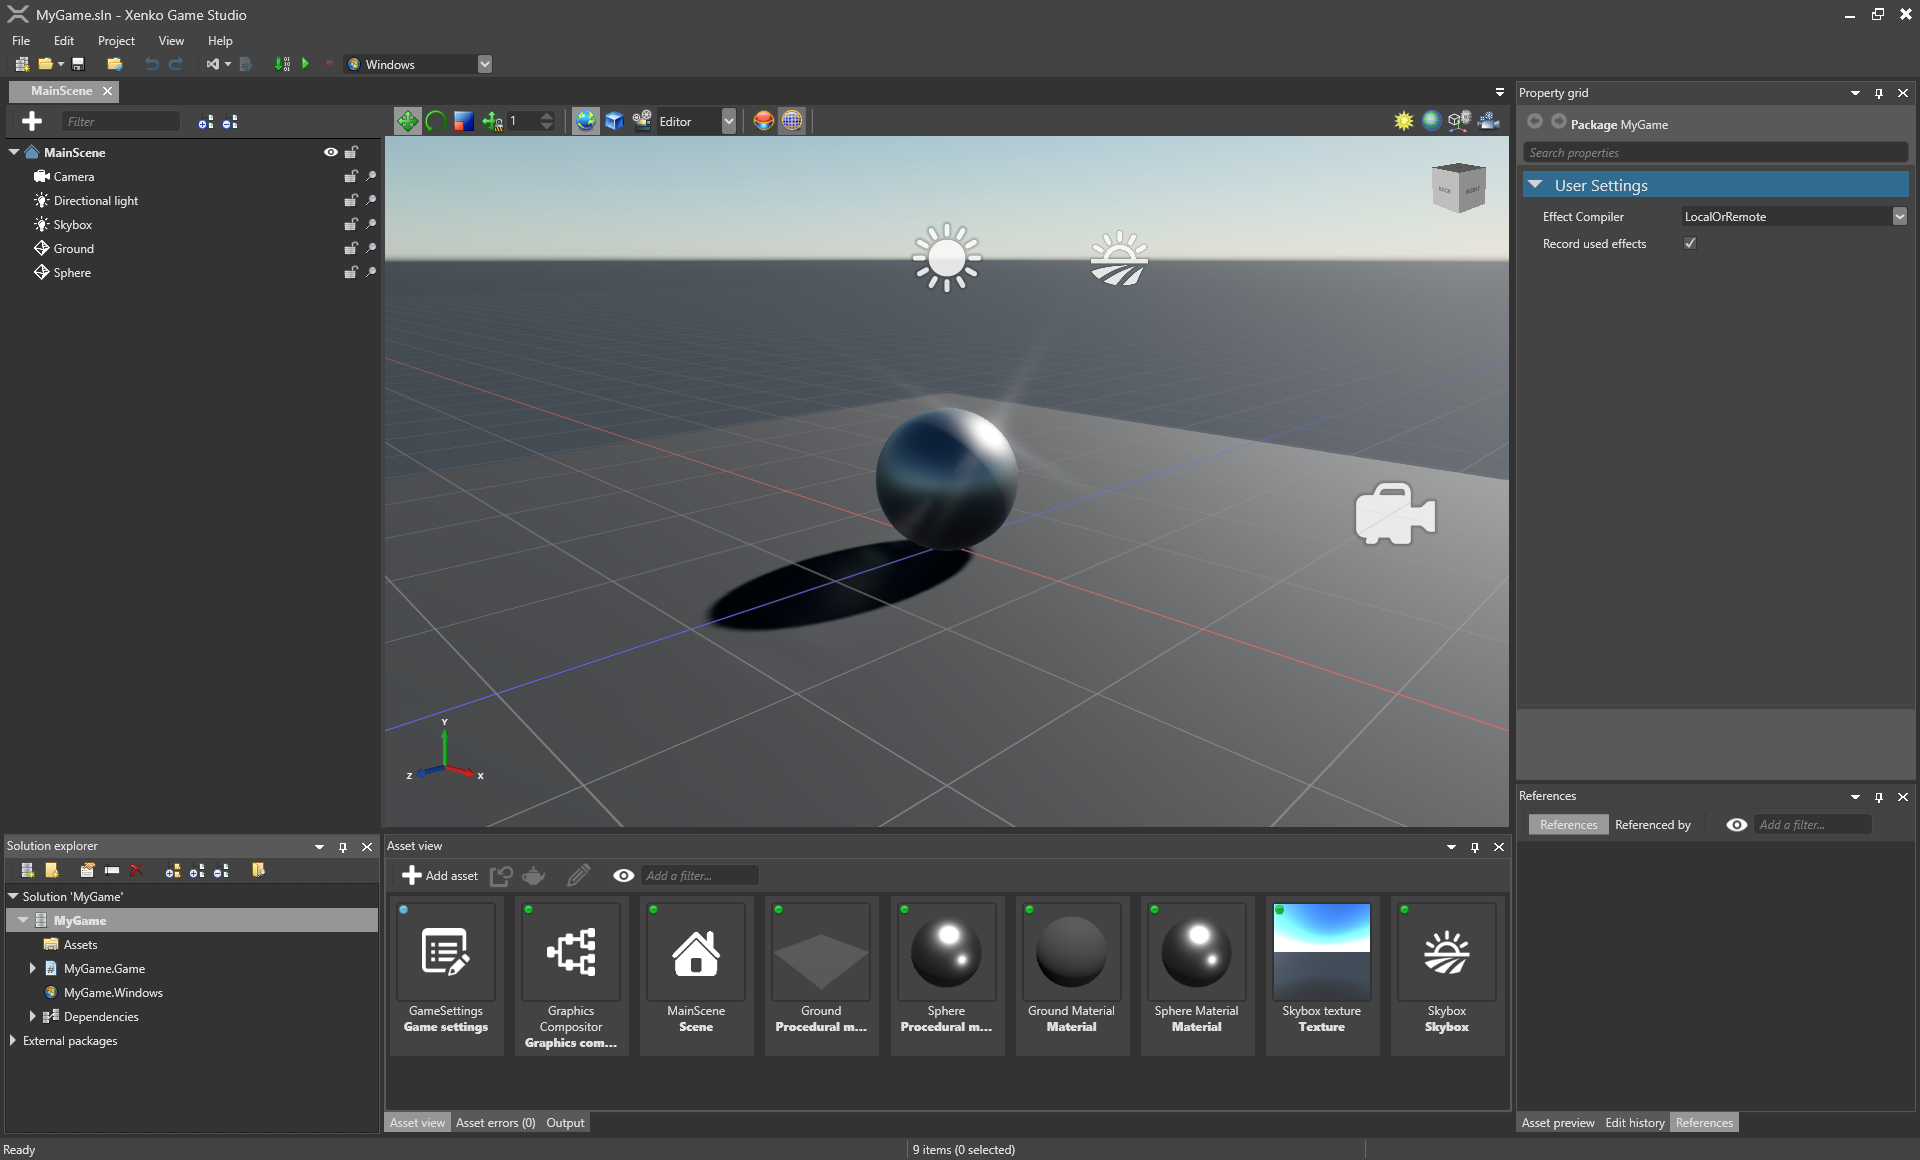 MyGame.sln - Xenko Game Studio
File Edit Project View Help
Windows
MainScene
Filter
MainScene
Camera
Directional light
Skybox
Ground
Sphere
1
Editor
BACK RIGHT
Y
Z X
Property grid
Package MyGame
Search properties
User Settings
Effect Compiler LocalOrRemote
Record used effects
References
References Referenced by Add a filter...
Asset preview Edit history References
Solution explorer
Solution 'MyGame'
MyGame
Assets
MyGame.Game
MyGame.Windows
Dependencies
External packages
Asset view
Add asset Add a filter...
GameSettings
Game settings
Graphics
Compositor
Graphics com...
MainScene
Scene
Ground
Procedural m...
Sphere
Procedural m...
Ground Material
Material
Sphere Material
Material
Skybox texture
Texture
Skybox
Skybox
Asset view Asset errors (0) Output
Ready
9 items (0 selected)